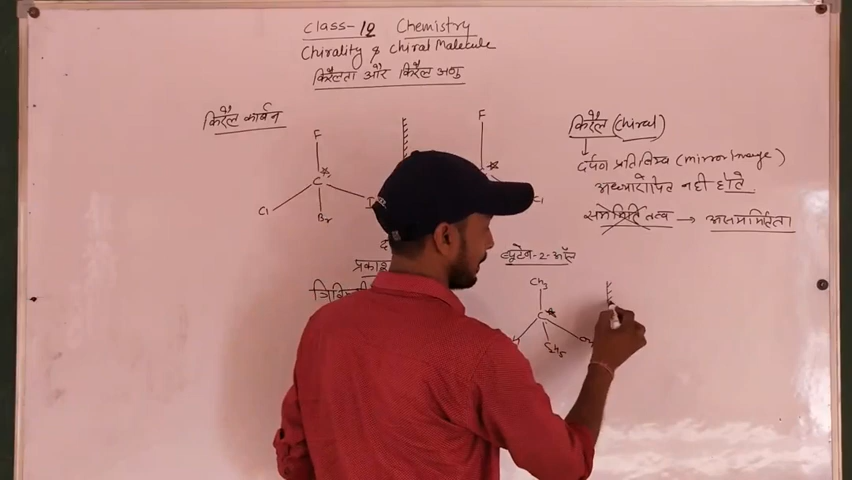 Class-12 Chemistry
Chirality & Chiral Molecule
किरैलता और किरैल अणु
किरैल कार्बन
F
C*
Cl
Br
I
F
*
Cl
किरैल (Chiral)
दर्पण प्रतिबिम्ब (mirror Image)
अध्यारोपित नहीं होते
सममिति तत्व → असममितता
ब्यूटेन-2-ऑल
CH₃
C*
C₂H₅